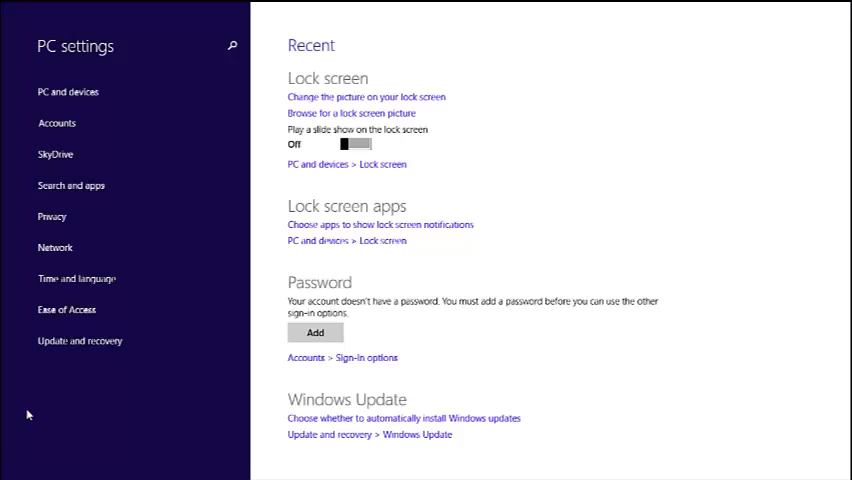 PC settings
PC and devices
Accounts
SkyDrive
Search and apps
Privacy
Network
Time and language
Ease of Access
Update and recovery
Recent
Lock screen
Change the picture on your lock screen
Browse for a lock screen picture
Play a slide show on the lock screen
Off
PC and devices > Lock screen
Lock screen apps
Choose apps to show lock screen notifications
PC and devices > Lock screen
Password
Your account doesn't have a password. You must add a password before you can use the other
sign-in options.
Add
Accounts > Sign-in options
Windows Update
Choose whether to automatically install Windows updates
Update and recovery > Windows Update